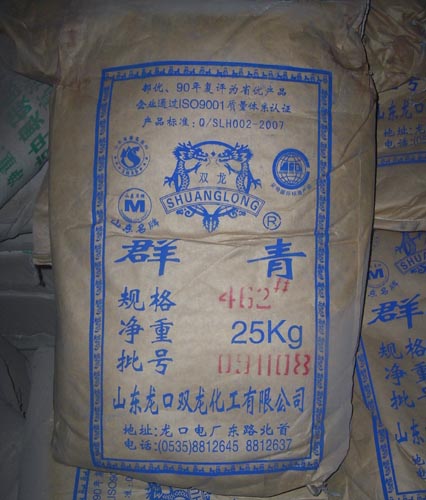 部优、90年复评为省优产品
企业通过ISO9001质量体系认证
产品标准: Q/SLH002-2007
双龙
SHUANGLONG
®
M
山东名牌
群青
规格 462#
净重 25Kg
批号 091108
山东龙口双龙化工有限公司
地址: 龙口电厂东路北首
电话: (0535)8812645 8812637